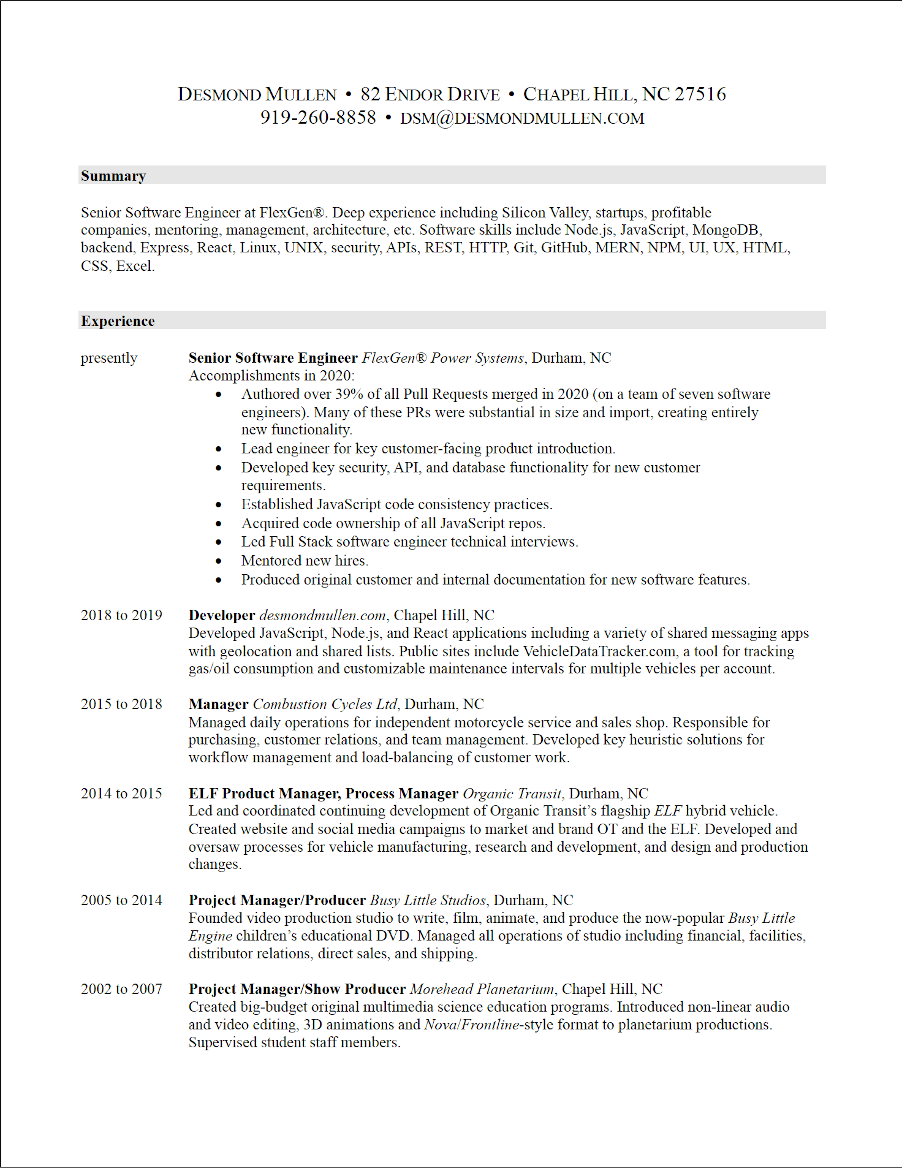 DESMOND MULLEN • 82 ENDOR DRIVE • CHAPEL HILL, NC 27516
919-260-8858 • DSM@DESMONDMULLEN.COM
Summary
Senior Software Engineer at FlexGen®. Deep experience including Silicon Valley, startups, profitable
companies, mentoring, management, architecture, etc. Software skills include Node.js, JavaScript, MongoDB,
backend, Express, React, Linux, UNIX, security, APIs, REST, HTTP, Git, GitHub, MERN, NPM, UI, UX, HTML,
CSS, Excel.
Experience
presently Senior Software Engineer FlexGen® Power Systems, Durham, NC
Accomplishments in 2020:
• Authored over 39% of all Pull Requests merged in 2020 (on a team of seven software
engineers). Many of these PRs were substantial in size and import, creating entirely
new functionality.
• Lead engineer for key customer-facing product introduction.
• Developed key security, API, and database functionality for new customer
requirements.
• Established JavaScript code consistency practices.
• Acquired code ownership of all JavaScript repos.
• Led Full Stack software engineer technical interviews.
• Mentored new hires.
• Produced original customer and internal documentation for new software features.
2018 to 2019 Developer desmondmullen.com, Chapel Hill, NC
Developed JavaScript, Node.js, and React applications including a variety of shared messaging apps
with geolocation and shared lists. Public sites include VehicleDataTracker.com, a tool for tracking
gas/oil consumption and customizable maintenance intervals for multiple vehicles per account.
2015 to 2018 Manager Combustion Cycles Ltd, Durham, NC
Managed daily operations for independent motorcycle service and sales shop. Responsible for
purchasing, customer relations, and team management. Developed key heuristic solutions for
workflow management and load-balancing of customer work.
2014 to 2015 ELF Product Manager, Process Manager Organic Transit, Durham, NC
Led and coordinated continuing development of Organic Transit’s flagship ELF hybrid vehicle.
Created website and social media campaigns to market and brand OT and the ELF. Developed and
oversaw processes for vehicle manufacturing, research and development, and design and production
changes.
2005 to 2014 Project Manager/Producer Busy Little Studios, Durham, NC
Founded video production studio to write, film, animate, and produce the now-popular Busy Little
Engine children’s educational DVD. Managed all operations of studio including financial, facilities,
distributor relations, direct sales, and shipping.
2002 to 2007 Project Manager/Show Producer Morehead Planetarium, Chapel Hill, NC
Created big-budget original multimedia science education programs. Introduced non-linear audio
and video editing, 3D animations and Nova/Frontline-style format to planetarium productions.
Supervised student staff members.